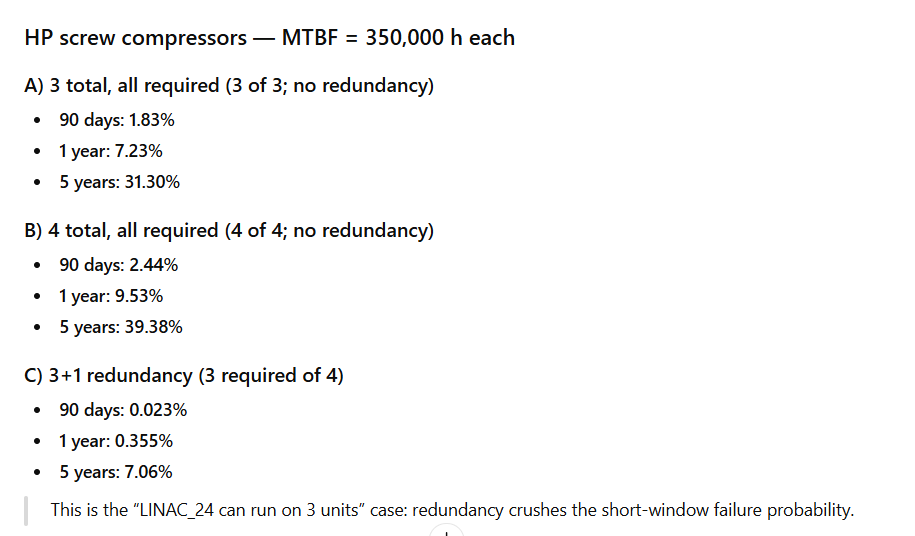 HP screw compressors — MTBF = 350,000 h each
A) 3 total, all required (3 of 3; no redundancy)
• 90 days: 1.83%
• 1 year: 7.23%
• 5 years: 31.30%
B) 4 total, all required (4 of 4; no redundancy)
• 90 days: 2.44%
• 1 year: 9.53%
• 5 years: 39.38%
C) 3+1 redundancy (3 required of 4)
• 90 days: 0.023%
• 1 year: 0.355%
• 5 years: 7.06%
This is the “LINAC_24 can run on 3 units” case: redundancy crushes the short-window failure probability.